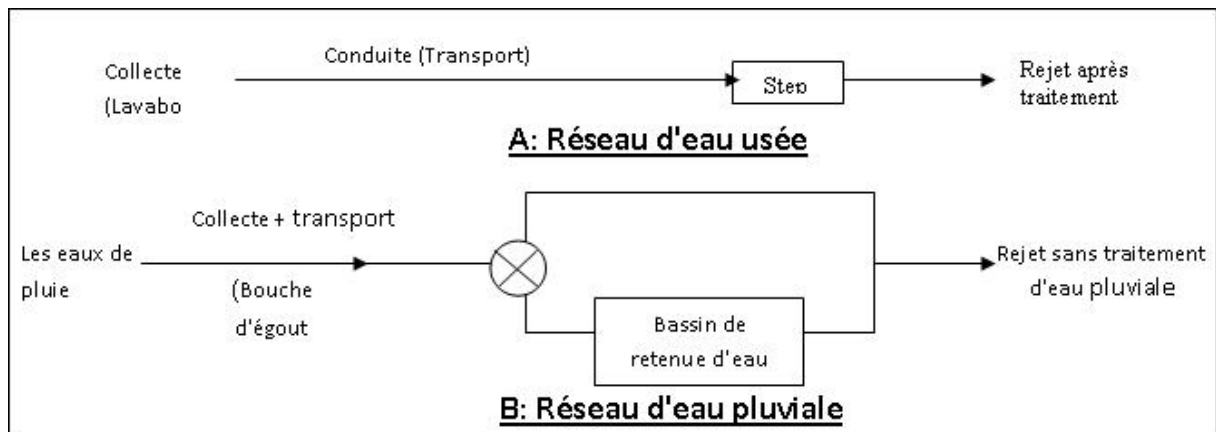 Conduite (Transport)
Collecte
(Lavabo
Step
Rejet après
traitement
A: Réseau d'eau usée
Collecte + transport
Les eaux de
pluie
(Bouche
d'égout
Rejet sans traitement
d'eau pluviale
Bassin de
retenue d'eau
B: Réseau d'eau pluviale